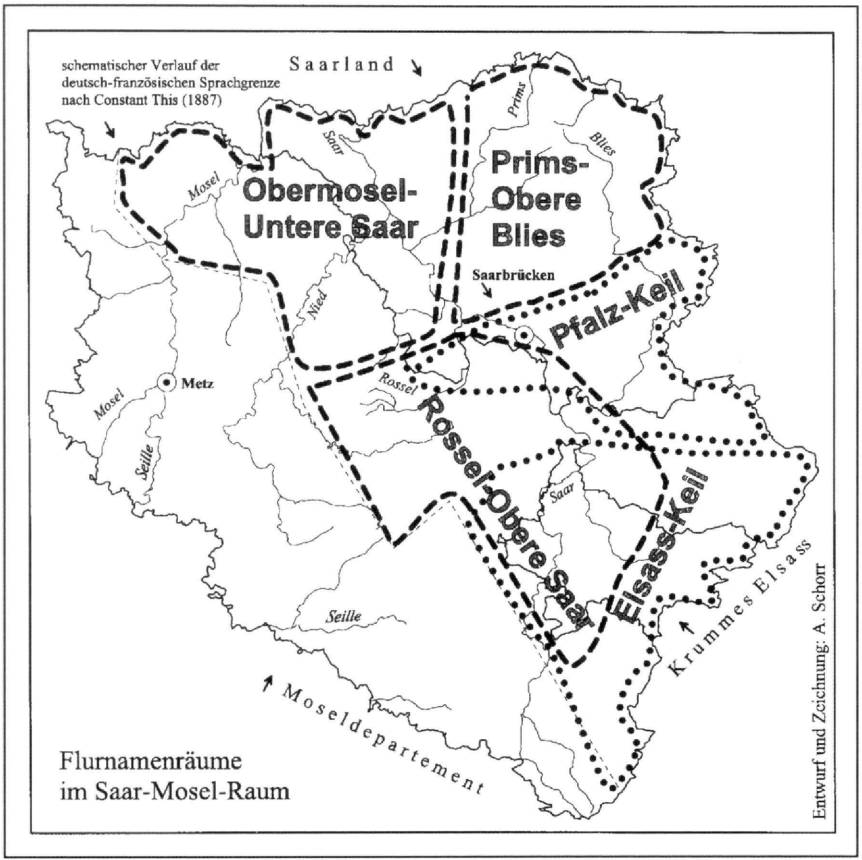 schematischer Verlauf der
deutsch-französischen Sprachgrenze
nach Constant This (1887)
Saarland
Prims
Blies
Saar
Mosel
Obermosel-
Untere Saar
Prims-
Obere
Blies
Saarbrücken
Nied
Pfalz-Keil
Metz
Rossel
Mosel
Seille
Rossel-Obere Saar
Saar
Elsass-Keil
Seille
Krummes Elsass
Moseldepartement
Flurnamenräume
im Saar-Mosel-Raum
Entwurf und Zeichnung: A. Schorr